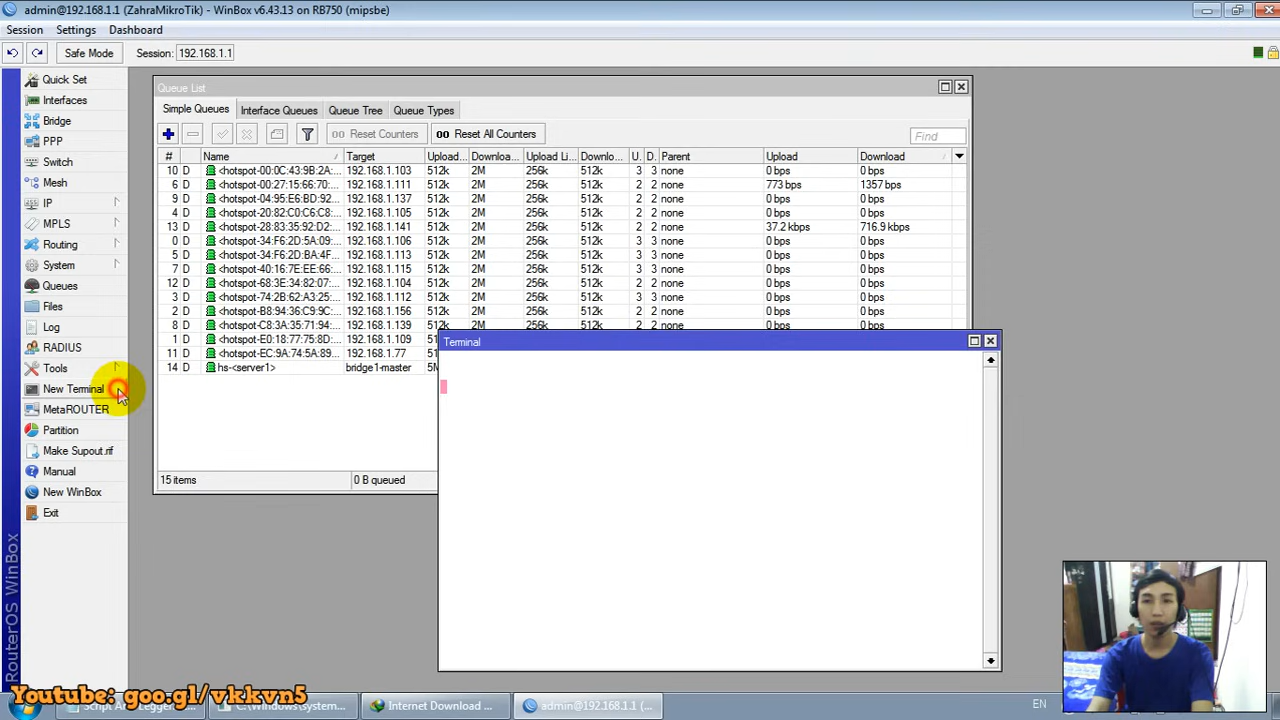 admin@192.168.1.1 (ZahraMikroTik) - WinBox v6.43.13 on RB750 (mipsbe)
Session Settings Dashboard
Safe Mode Session: 192.168.1.1
Quick Set
Interfaces
Bridge
PPP
Switch
Mesh
IP
MPLS
Routing
System
Queues
Files
Log
RADIUS
Tools
New Terminal
MetaROUTER
Partition
Make Supout.rif
Manual
New WinBox
Exit
RouterOS WinBox
Queue List
Simple Queues Interface Queues Queue Tree Queue Types
00 Reset Counters 00 Reset All Counters Find
# Name Target Upload... Downloa... Upload Li... Downlo... U. D. Parent Upload Download
10 D <hotspot-00:0C:43:9B:2A:... 192.168.1.103 512k 2M 256k 512k 3 3 none 0 bps 0 bps
6 D <hotspot-00:27:15:66:70:... 192.168.1.111 512k 2M 256k 512k 2 2 none 773 bps 1357 bps
9 D <hotspot-04:95:E6:BD:92... 192.168.1.137 512k 2M 256k 512k 2 2 none 0 bps 0 bps
4 D <hotspot-20:82:C0:C6:C8:... 192.168.1.105 512k 2M 256k 512k 2 2 none 0 bps 0 bps
13 D <hotspot-28:83:35:92:D2:... 192.168.1.141 512k 2M 256k 512k 2 2 none 37.2 kbps 716.9 kbps
0 D <hotspot-34:F6:2D:5A:09:... 192.168.1.106 512k 2M 256k 512k 3 3 none 0 bps 0 bps
5 D <hotspot-34:F6:2D:BA:4F... 192.168.1.113 512k 2M 256k 512k 2 2 none 0 bps 0 bps
7 D <hotspot-40:16:7E:EE:66:... 192.168.1.115 512k 2M 256k 512k 3 3 none 0 bps 0 bps
12 D <hotspot-68:3E:34:82:07:... 192.168.1.104 512k 2M 256k 512k 2 2 none 0 bps 0 bps
3 D <hotspot-74:2B:62:A3:25:... 192.168.1.112 512k 2M 256k 512k 2 2 none 0 bps 0 bps
2 D <hotspot-B8:94:36:C9:9C... 192.168.1.156 512k 2M 256k 512k 2 2 none 0 bps 0 bps
8 D <hotspot-C8:3A:35:71:94:... 192.168.1.139 512k 2M 256k 512k 2 2 none 0 bps 0 bps
1 D <hotspot-E0:18:77:75:8D:... 192.168.1.109
11 D <hotspot-EC:9A:74:5A:89... 192.168.1.77
14 D hs-<server1> bridge1-master 5M
15 items 0 B queued
Terminal
Youtube: goo.gl/vkkvn5
C:\Windows\system... Internet Download ... admin@192.168.1.1 (... EN